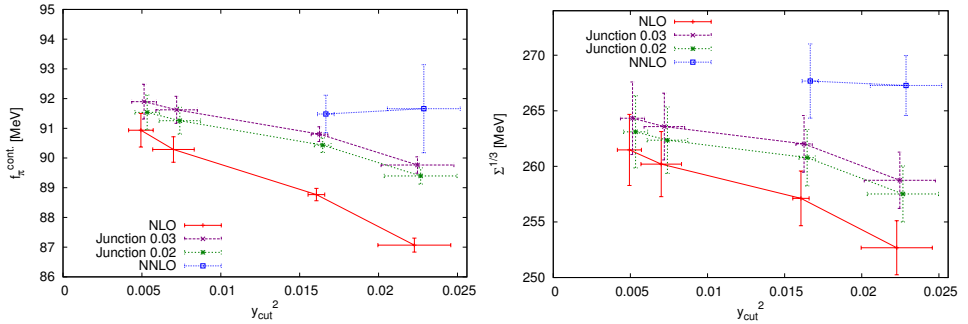 95
94
93
92
91
90
89
88
87
86
f_π^cont. [MeV]
NLO
Junction 0.03
Junction 0.02
NNLO
0
0.005
0.01
0.015
0.02
0.025
y_cut^2
270
265
260
255
250
Σ^1/3 [MeV]
NLO
Junction 0.03
Junction 0.02
NNLO
0
0.005
0.01
0.015
0.02
0.025
y_cut^2